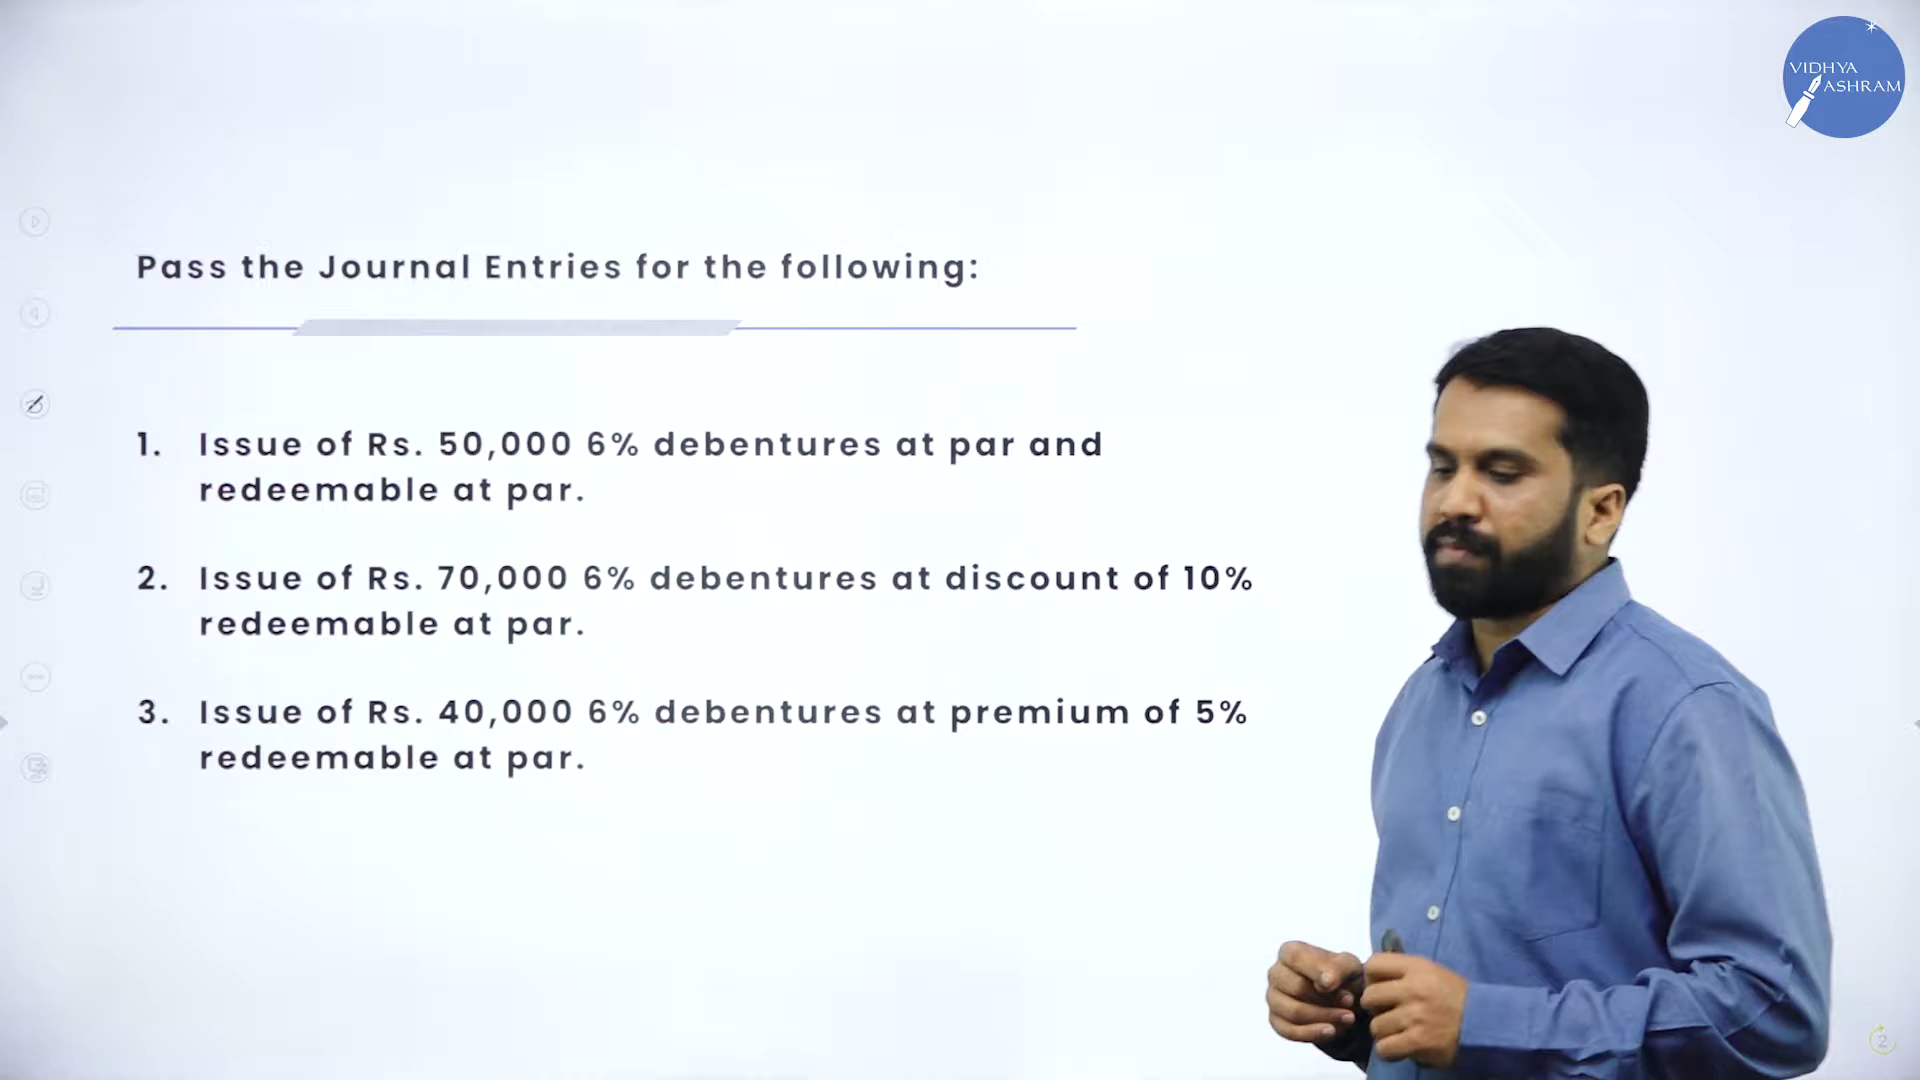 VIDHYA
ASHRAM
Pass the Journal Entries for the following:
1. Issue of Rs. 50,000 6% debentures at par and
redeemable at par.
2. Issue of Rs. 70,000 6% debentures at discount of 10%
redeemable at par.
3. Issue of Rs. 40,000 6% debentures at premium of 5%
redeemable at par.
2